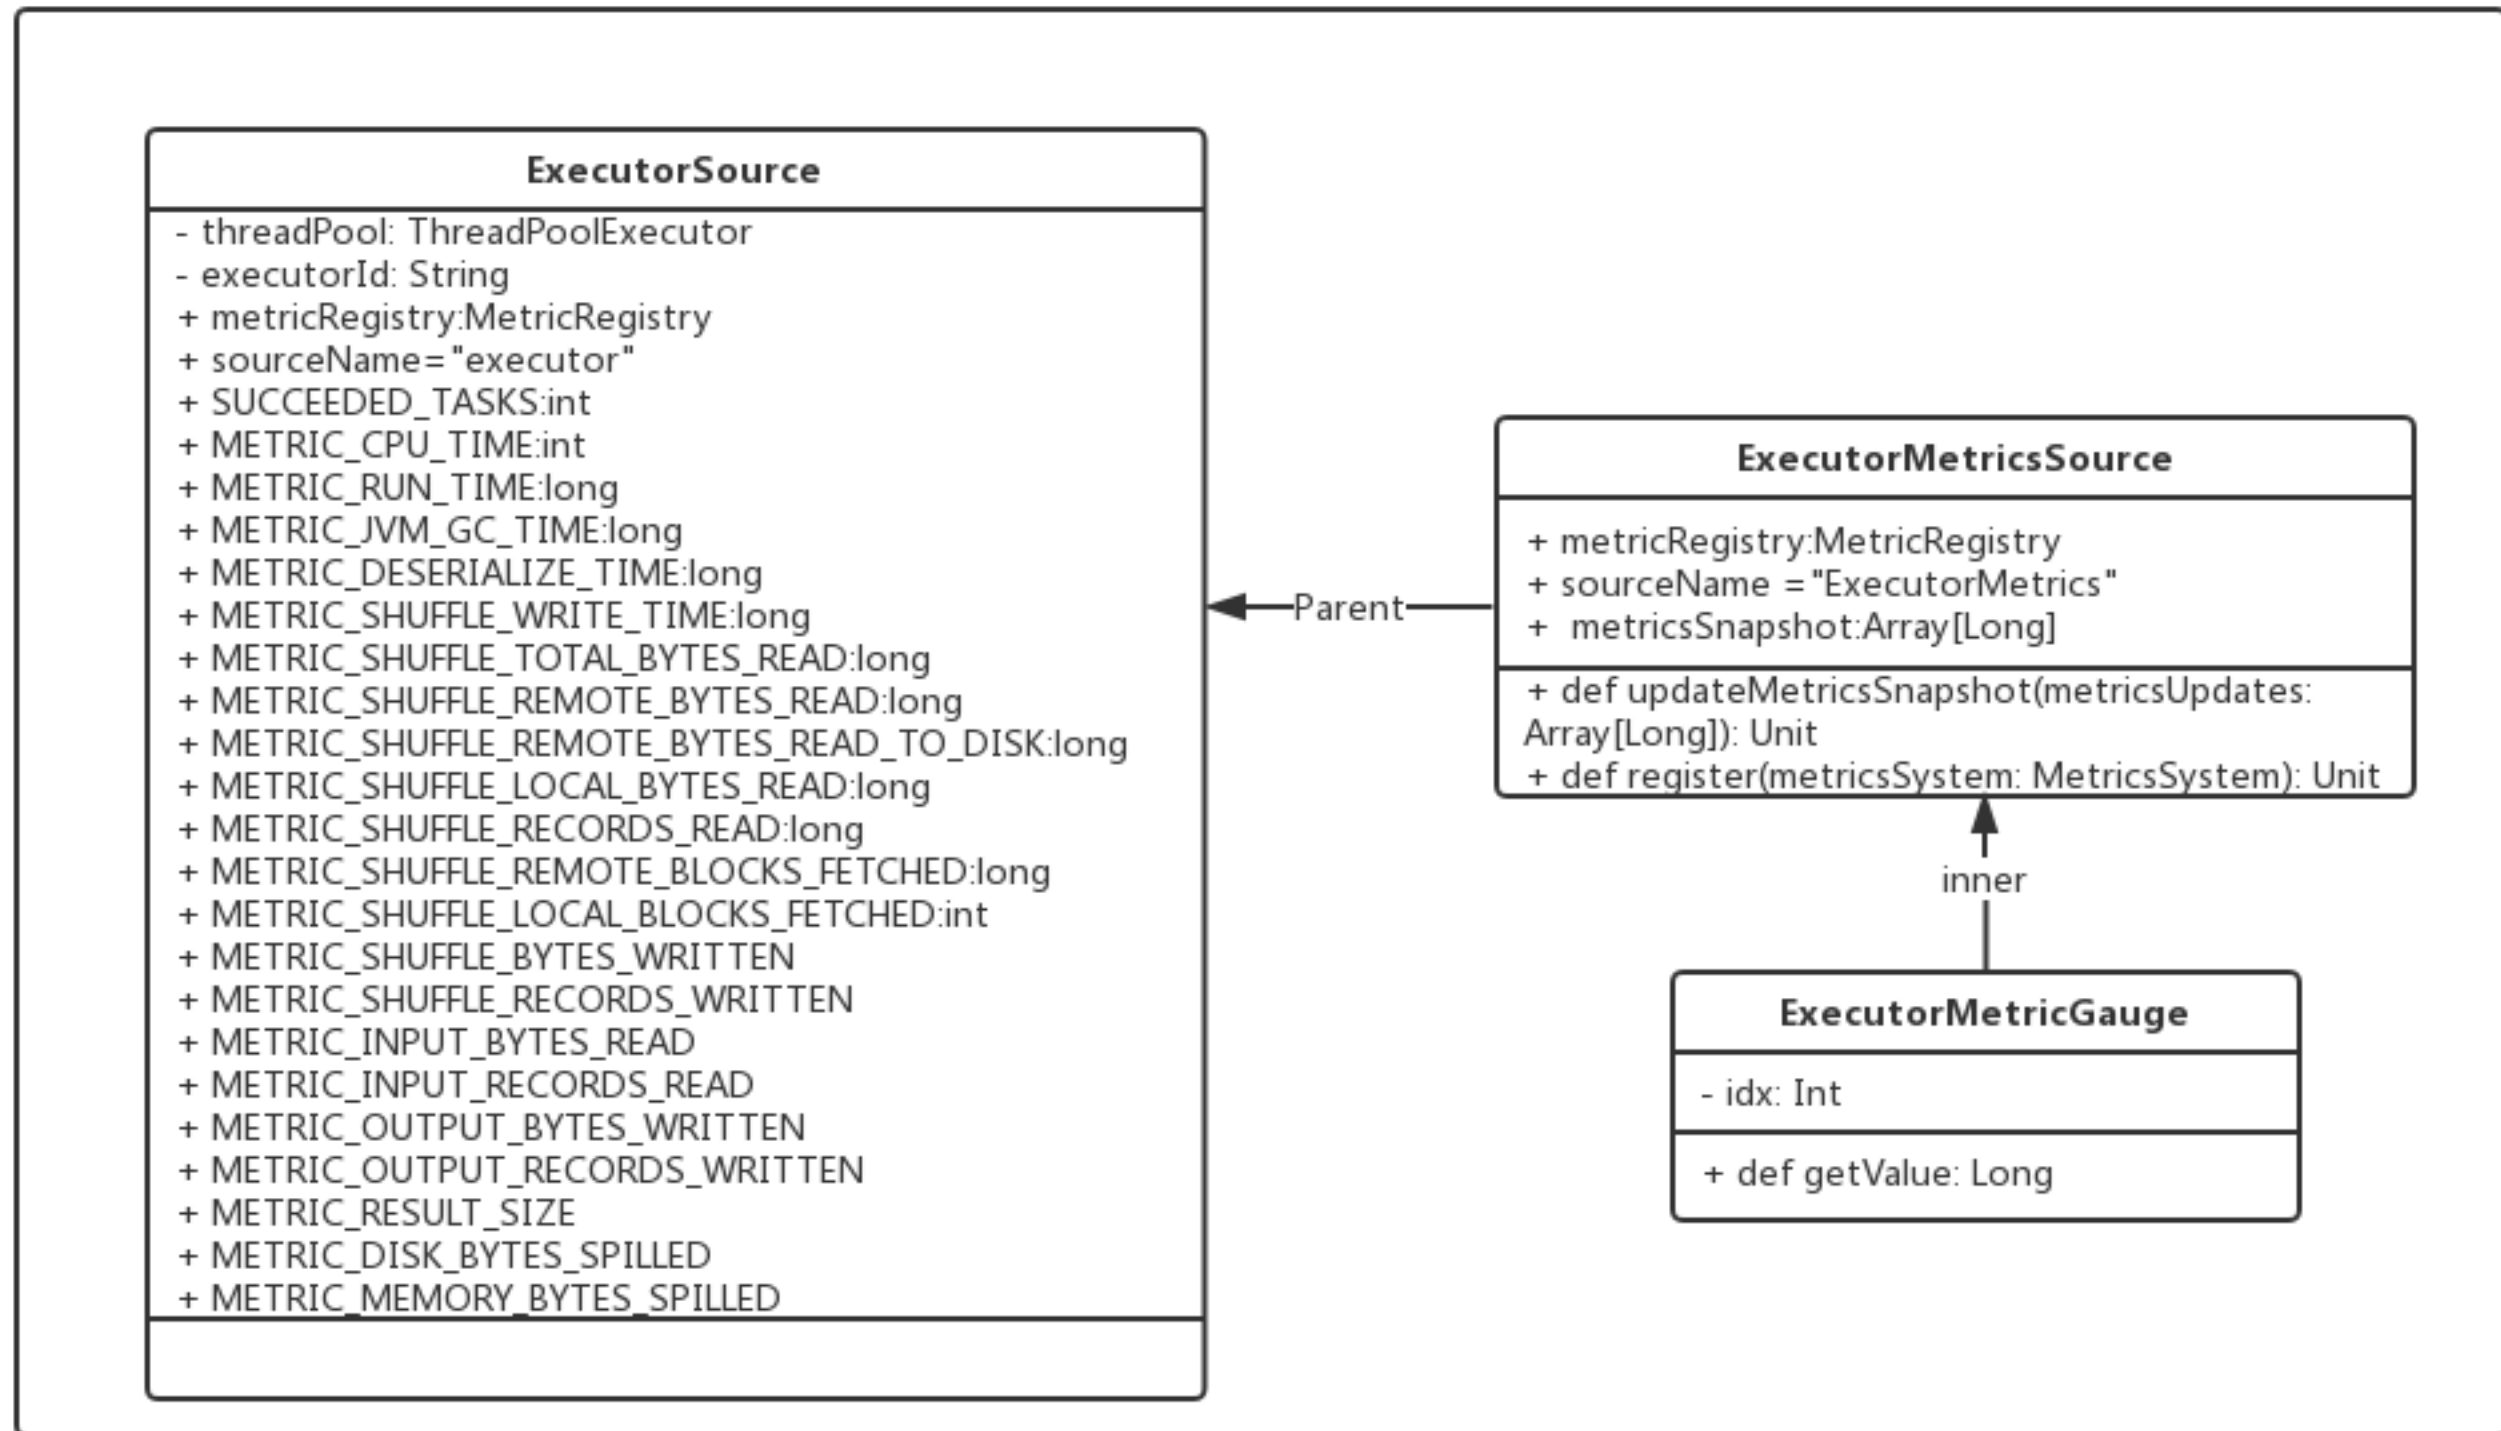 ExecutorSource
- threadPool: ThreadPoolExecutor
- executorId: String
+ metricRegistry:MetricRegistry
+ sourceName="executor"
+ SUCCEEDED_TASKS:int
+ METRIC_CPU_TIME:int
+ METRIC_RUN_TIME:long
+ METRIC_JVM_GC_TIME:long
+ METRIC_DESERIALIZE_TIME:long
+ METRIC_SHUFFLE_WRITE_TIME:long
+ METRIC_SHUFFLE_TOTAL_BYTES_READ:long
+ METRIC_SHUFFLE_REMOTE_BYTES_READ:long
+ METRIC_SHUFFLE_REMOTE_BYTES_READ_TO_DISK:long
+ METRIC_SHUFFLE_LOCAL_BYTES_READ:long
+ METRIC_SHUFFLE_RECORDS_READ:long
+ METRIC_SHUFFLE_REMOTE_BLOCKS_FETCHED:long
+ METRIC_SHUFFLE_LOCAL_BLOCKS_FETCHED:int
+ METRIC_SHUFFLE_BYTES_WRITTEN
+ METRIC_SHUFFLE_RECORDS_WRITTEN
+ METRIC_INPUT_BYTES_READ
+ METRIC_INPUT_RECORDS_READ
+ METRIC_OUTPUT_BYTES_WRITTEN
+ METRIC_OUTPUT_RECORDS_WRITTEN
+ METRIC_RESULT_SIZE
+ METRIC_DISK_BYTES_SPILLED
+ METRIC_MEMORY_BYTES_SPILLED
Parent
ExecutorMetricsSource
+ metricRegistry:MetricRegistry
+ sourceName ="ExecutorMetrics"
+ metricsSnapshot:Array[Long]
+ def updateMetricsSnapshot(metricsUpdates:
Array[Long]): Unit
+ def register(metricsSystem: MetricsSystem): Unit
inner
ExecutorMetricGauge
- idx: Int
+ def getValue: Long